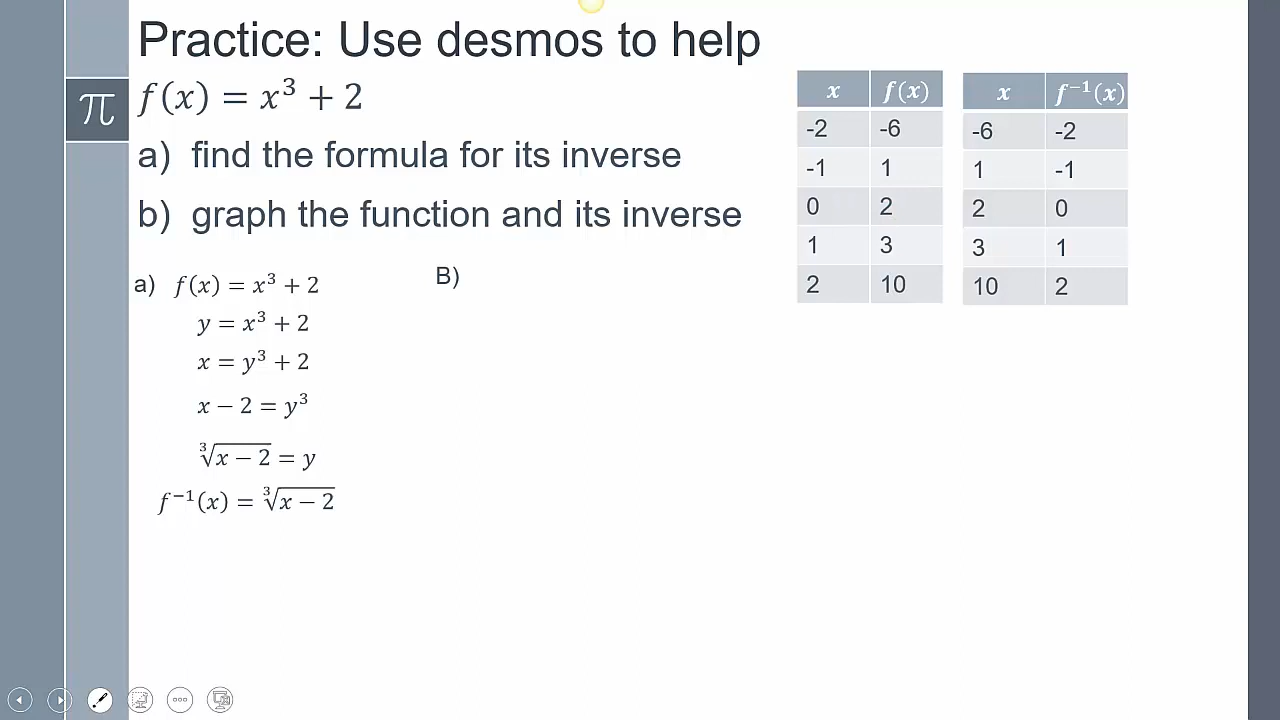 Practice: Use desmos to help
π
f(x) = x³ + 2
a) find the formula for its inverse
b) graph the function and its inverse
a) f(x) = x³ + 2
y = x³ + 2
x = y³ + 2
x − 2 = y³
∛(x − 2) = y
f⁻¹(x) = ∛(x − 2)
B)
x f(x)
-2 -6
-1 1
0 2
1 3
2 10
x f⁻¹(x)
-6 -2
1 -1
2 0
3 1
10 2